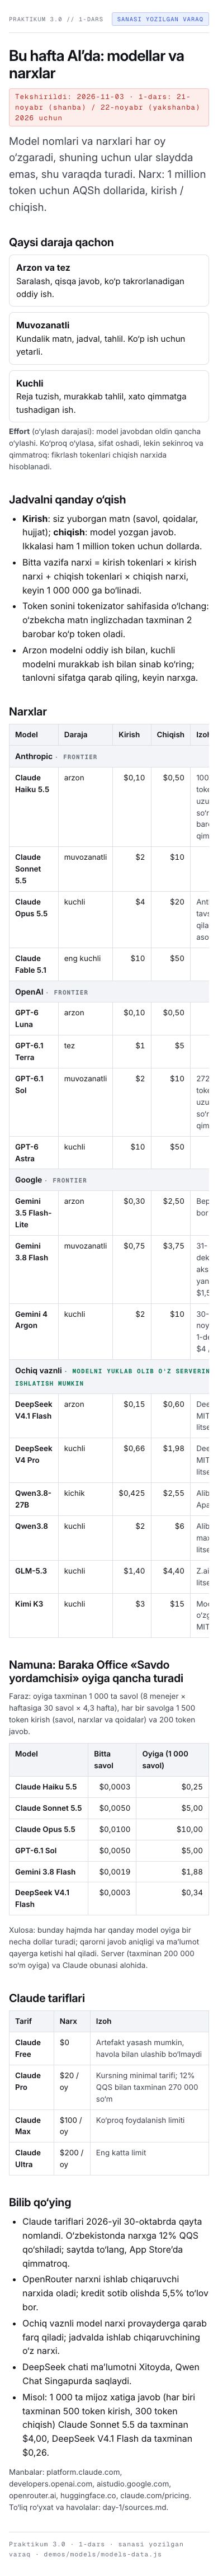 PRAKTIKUM 3.0 // 1-DARS
SANASI YOZILGAN VARAQ
Bu hafta AI’da: modellar va
narxlar
Tekshirildi: 2026-11-03 · 1-dars: 21-
noyabr (shanba) / 22-noyabr (yakshanba)
2026 uchun
Model nomlari va narxlari har oy
o‘zgaradi, shuning uchun ular slaydda
emas, shu varaqda turadi. Narx: 1 million
token uchun AQSh dollarida, kirish /
chiqish.
Qaysi daraja qachon
Arzon va tez
Saralash, qisqa javob, ko‘p takrorlanadigan
oddiy ish.
Muvozanatli
Kundalik matn, jadval, tahlil. Ko‘p ish uchun
yetarli.
Kuchli
Reja tuzish, murakkab tahlil, xato qimmatga
tushadigan ish.
Effort (o‘ylash darajasi): model javobdan oldin qancha
o‘ylashi. Ko‘proq o‘ylasa, sifat oshadi, lekin sekinroq va
qimmatroq: fikrlash tokenlari chiqish narxida
hisoblanadi.
Jadvalni qanday o‘qish
• Kirish: siz yuborgan matn (savol, qoidalar,
hujjat); chiqish: model yozgan javob.
Ikkalasi ham 1 million token uchun dollarda.
• Bitta vazifa narxi = kirish tokenlari × kirish
narxi + chiqish tokenlari × chiqish narxi,
keyin 1 000 000 ga bo‘linadi.
• Token sonini tokenizator sahifasida o‘lchang:
o‘zbekcha matn inglizchadan taxminan 2
barobar ko‘p token oladi.
• Arzon modelni oddiy ish bilan, kuchli
modelni murakkab ish bilan sinab ko‘ring;
tanlovni sifatga qarab qiling, keyin narxga.
Narxlar
Model Daraja Kirish Chiqish
Anthropic · FRONTIER
Claude Haiku 5.5 arzon $0,10 $0,50
Claude Sonnet 5.5 muvozanatli $2 $10
Claude Opus 5.5 kuchli $4 $20
Claude Fable 5.1 eng kuchli $10 $50
OpenAI · FRONTIER
GPT-6 Luna arzon $0,10 $0,50
GPT-6.1 Terra tez $1 $5
GPT-6.1 Sol muvozanatli $2 $10
GPT-6 Astra kuchli $10 $50
Google · FRONTIER
Gemini 3.5 Flash-Lite arzon $0,30 $2,50
Gemini 3.8 Flash muvozanatli $0,75 $3,75
Gemini 4 Argon kuchli $2 $10
Ochiq vaznli · MODELNI YUKLAB OLIB O‘Z SERVERIN
ISHLATISH MUMKIN
DeepSeek V4.1 Flash arzon $0,15 $0,60
DeepSeek V4 Pro kuchli $0,66 $1,98
Qwen3.8-27B kichik $0,425 $2,55
Qwen3.8 kuchli $2 $6
GLM-5.3 kuchli $1,40 $4,40
Kimi K3 kuchli $3 $15
Namuna: Baraka Office «Savdo
yordamchisi» oyiga qancha turadi
Faraz: oyiga taxminan 1 000 ta savol (8 menejer ×
haftasiga 30 savol × 4,3 hafta), har bir savolga 1 500
token kirish (savol, narxlar va qoidalar) va 200 token
javob.
Model Bitta savol Oyiga (1 000 savol)
Claude Haiku 5.5 $0,0003 $0,25
Claude Sonnet 5.5 $0,0050 $5,00
Claude Opus 5.5 $0,0100 $10,00
GPT-6.1 Sol $0,0050 $5,00
Gemini 3.8 Flash $0,0019 $1,88
DeepSeek V4.1 Flash $0,0003 $0,34
Xulosa: bunday hajmda har qanday model oyiga bir
necha dollar turadi; qarorni javob aniqligi va ma’lumot
qayerga ketishi hal qiladi. Server (taxminan 200 000
so‘m oyiga) va Claude obunasi alohida.
Claude tariflari
Tarif Narx Izoh
Claude Free $0 Artefakt yasash mumkin, havola bilan ulashib bo‘lmaydi
Claude Pro $20 / oy Kursning minimal tarifi; 12% QQS bilan taxminan 270 000 so‘m
Claude Max $100 / oy Ko‘proq foydalanish limiti
Claude Ultra $200 / oy Eng katta limit
Bilib qo‘ying
• Claude tariflari 2026-yil 30-oktabrda qayta
nomlandi. O‘zbekistonda narxga 12% QQS
qo‘shiladi; saytda to‘lang, App Store’da
qimmatroq.
• OpenRouter narxni ishlab chiqaruvchi
narxida oladi; kredit sotib olishda 5,5% to‘lov
bor.
• Ochiq vaznli model narxi provayderga qarab
farq qiladi; jadvalda ishlab chiqaruvchining
o‘z narxi.
• DeepSeek chati ma’lumotni Xitoyda, Qwen
Chat Singapurda saqlaydi.
• Misol: 1 000 ta mijoz xatiga javob (har biri
taxminan 500 token kirish, 300 token
chiqish) Claude Sonnet 5.5 da taxminan
$4,00, DeepSeek V4.1 Flash da taxminan
$0,26.
Manbalar: platform.claude.com,
developers.openai.com, aistudio.google.com,
openrouter.ai, huggingface.co, claude.com/pricing.
To‘liq ro‘yxat va havolalar: day-1/sources.md.
Praktikum 3.0 · 1-dars · sanasi yozilgan
varaq · demos/models/models-data.js